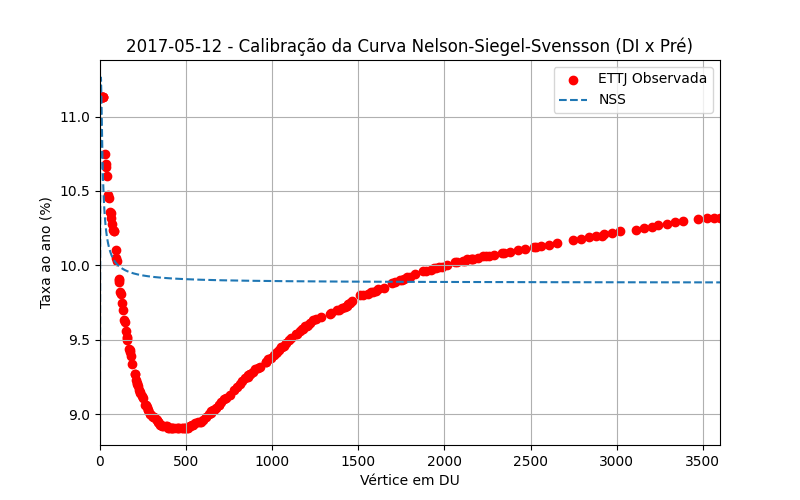 2017-05-12 - Calibração da Curva Nelson-Siegel-Svensson (DI x Pré)
ETTJ Observada
NSS
Taxa ao ano (%)
11.0
10.5
10.0
9.5
9.0
0 500 1000 1500 2000 2500 3000 3500
Vértice em DU